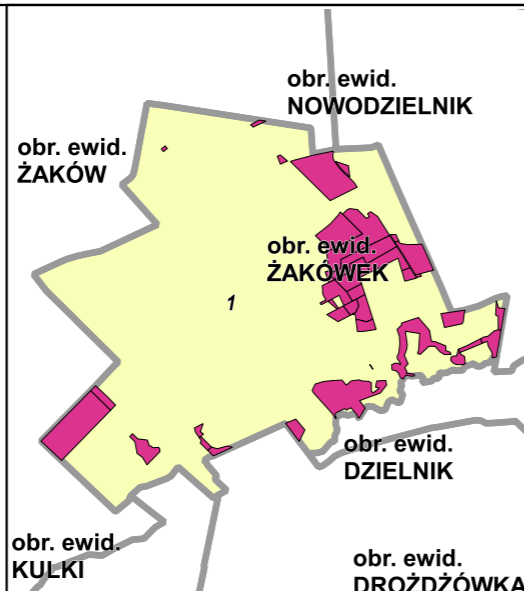 obr. ewid.
NOWODZIELNIK
obr. ewid.
ŻAKÓW
obr. ewid.
ŻAKÓWEK
1
obr. ewid.
DZIELNIK
obr. ewid.
KULKI
obr. ewid.
DROŻDŻÓWKA